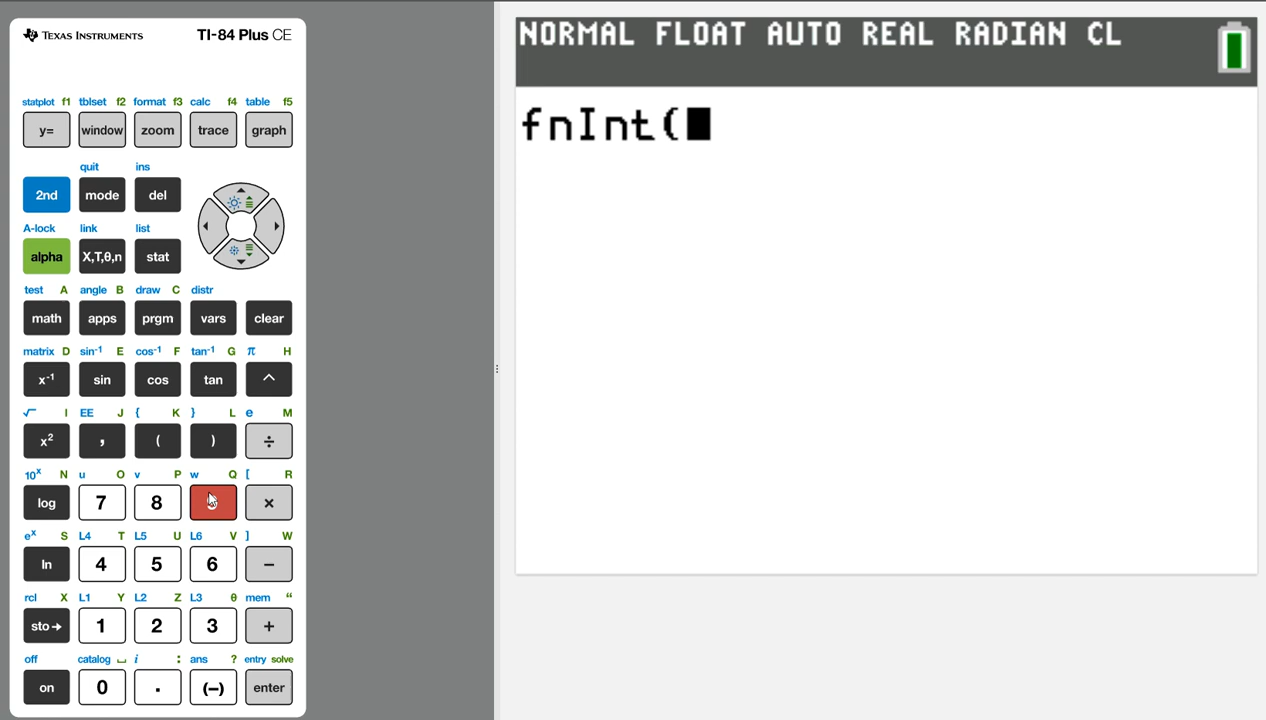 TEXAS INSTRUMENTS TI-84 Plus CE
statplot f1 tblset f2 format f3 calc f4 table f5
y= window zoom trace graph
quit ins
2nd mode del
A-lock link list
alpha X,T,θ,n stat
test A angle B draw C distr
math apps prgm vars clear
matrix D sin⁻¹ E cos⁻¹ F tan⁻¹ G π H
x⁻¹ sin cos tan ^
√ I EE J { K } L e M
x² , ( ) ÷
10ˣ N u O v P w Q [ R
log 7 8 ×
eˣ S L4 T L5 U L6 V ] W
ln 4 5 6 −
rcl X L1 Y L2 Z L3 θ mem “
sto→ 1 2 3 +
off catalog ⎵ i : ans ? entry solve
on 0 . (−) enter
NORMAL FLOAT AUTO REAL RADIAN CL
fnInt(